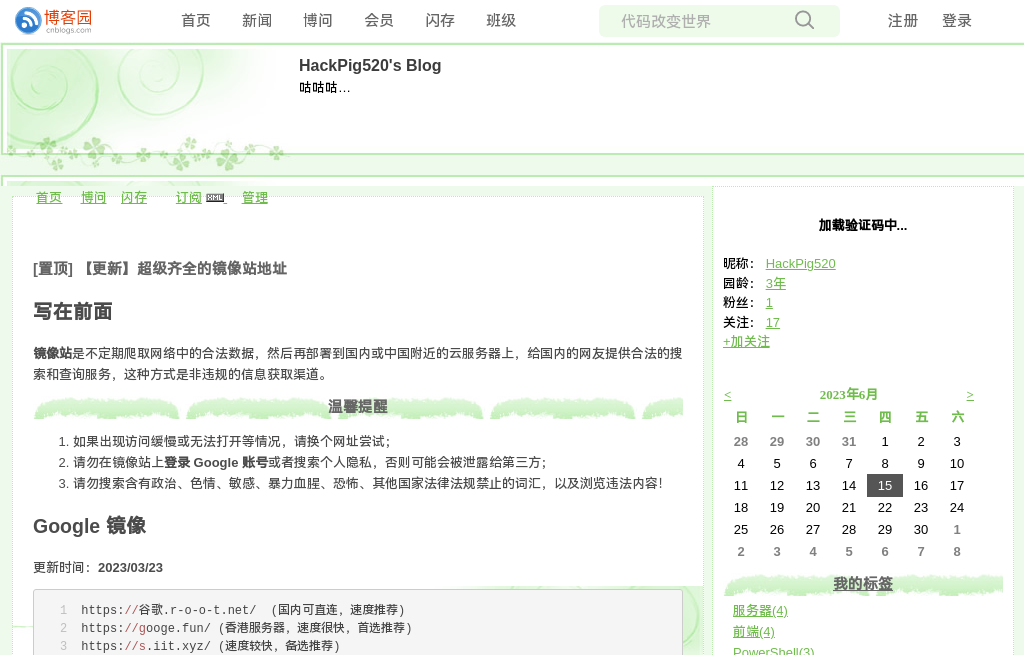 博客园
cnblogs.com
首页 新闻 博问 会员 闪存 班级 代码改变世界 注册 登录
HackPig520's Blog
咕咕咕…
首页 博问 闪存 订阅 XML 管理
[置顶] 【更新】超级齐全的镜像站地址
写在前面
镜像站是不定期爬取网络中的合法数据，然后再部署到国内或中国附近的云服务器上，给国内的网友提供合法的搜
索和查询服务，这种方式是非违规的信息获取渠道。
温馨提醒
1. 如果出现访问缓慢或无法打开等情况，请换个网址尝试；
2. 请勿在镜像站上登录 Google 账号或者搜索个人隐私，否则可能会被泄露给第三方；
3. 请勿搜索含有政治、色情、敏感、暴力血腥、恐怖、其他国家法律法规禁止的词汇，以及浏览违法内容！
Google 镜像
更新时间：2023/03/23
1 https://谷歌.r-o-o-t.net/ (国内可直连，速度推荐)
2 https://googe.fun/ (香港服务器，速度很快，首选推荐)
3 https://s.iit.xyz/ (速度较快，备选推荐)
加载验证码中...
昵称： HackPig520
园龄： 3年
粉丝： 1
关注： 17
+加关注
< 2023年6月 >
日 一 二 三 四 五 六
28 29 30 31 1 2 3
4 5 6 7 8 9 10
11 12 13 14 15 16 17
18 19 20 21 22 23 24
25 26 27 28 29 30 1
2 3 4 5 6 7 8
我的标签
服务器(4)
前端(4)
PowerShell(3)